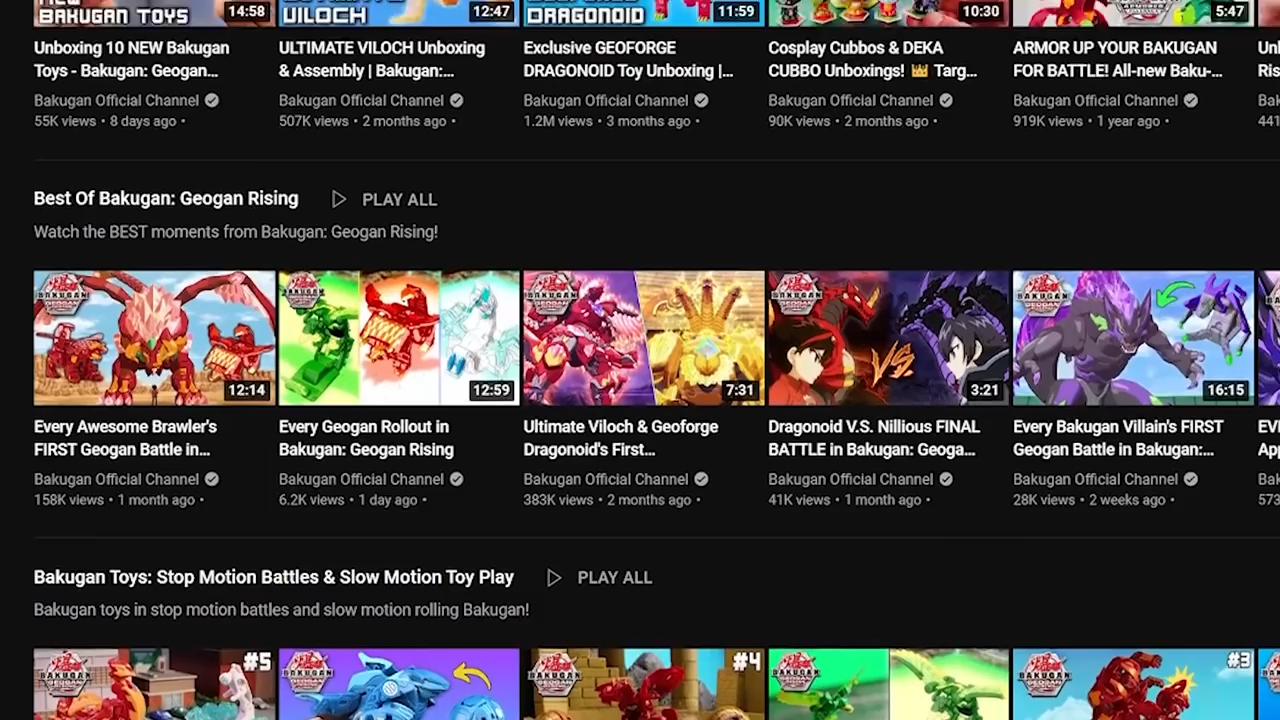 NEW
BAKUGAN TOYS
14:58
VILOCH
12:47
DRAGONOID
11:59
10:30
5:47
Unboxing 10 NEW Bakugan
Toys - Bakugan: Geogan...
Bakugan Official Channel
55K views • 8 days ago •
ULTIMATE VILOCH Unboxing
& Assembly | Bakugan:...
Bakugan Official Channel
507K views • 2 months ago •
Exclusive GEOFORGE
DRAGONOID Toy Unboxing |...
Bakugan Official Channel
1.2M views • 3 months ago •
Cosplay Cubbos & DEKA
CUBBO Unboxings! 👑 Targ...
Bakugan Official Channel
90K views • 2 months ago •
ARMOR UP YOUR BAKUGAN
FOR BATTLE! All-new Baku-...
Bakugan Official Channel
919K views • 1 year ago •
Best Of Bakugan: Geogan Rising
PLAY ALL
Watch the BEST moments from Bakugan: Geogan Rising!
BAKUGAN
12:14
BAKUGAN
12:59
BAKUGAN
7:31
BAKUGAN
VS
3:21
BAKUGAN
16:15
Every Awesome Brawler's
FIRST Geogan Battle in...
Bakugan Official Channel
158K views • 1 month ago •
Every Geogan Rollout in
Bakugan: Geogan Rising
Bakugan Official Channel
6.2K views • 1 day ago •
Ultimate Viloch & Geoforge
Dragonoid's First...
Bakugan Official Channel
383K views • 2 months ago •
Dragonoid V.S. Nillious FINAL
BATTLE in Bakugan: Geoga...
Bakugan Official Channel
41K views • 1 month ago •
Every Bakugan Villain's FIRST
Geogan Battle in Bakugan:...
Bakugan Official Channel
28K views • 2 weeks ago •
Bakugan Toys: Stop Motion Battles & Slow Motion Toy Play
PLAY ALL
Bakugan toys in stop motion battles and slow motion rolling Bakugan!
BAKUGAN
#5
BAKUGAN
BAKUGAN
#4
BAKUGAN
BAKUGAN
#3